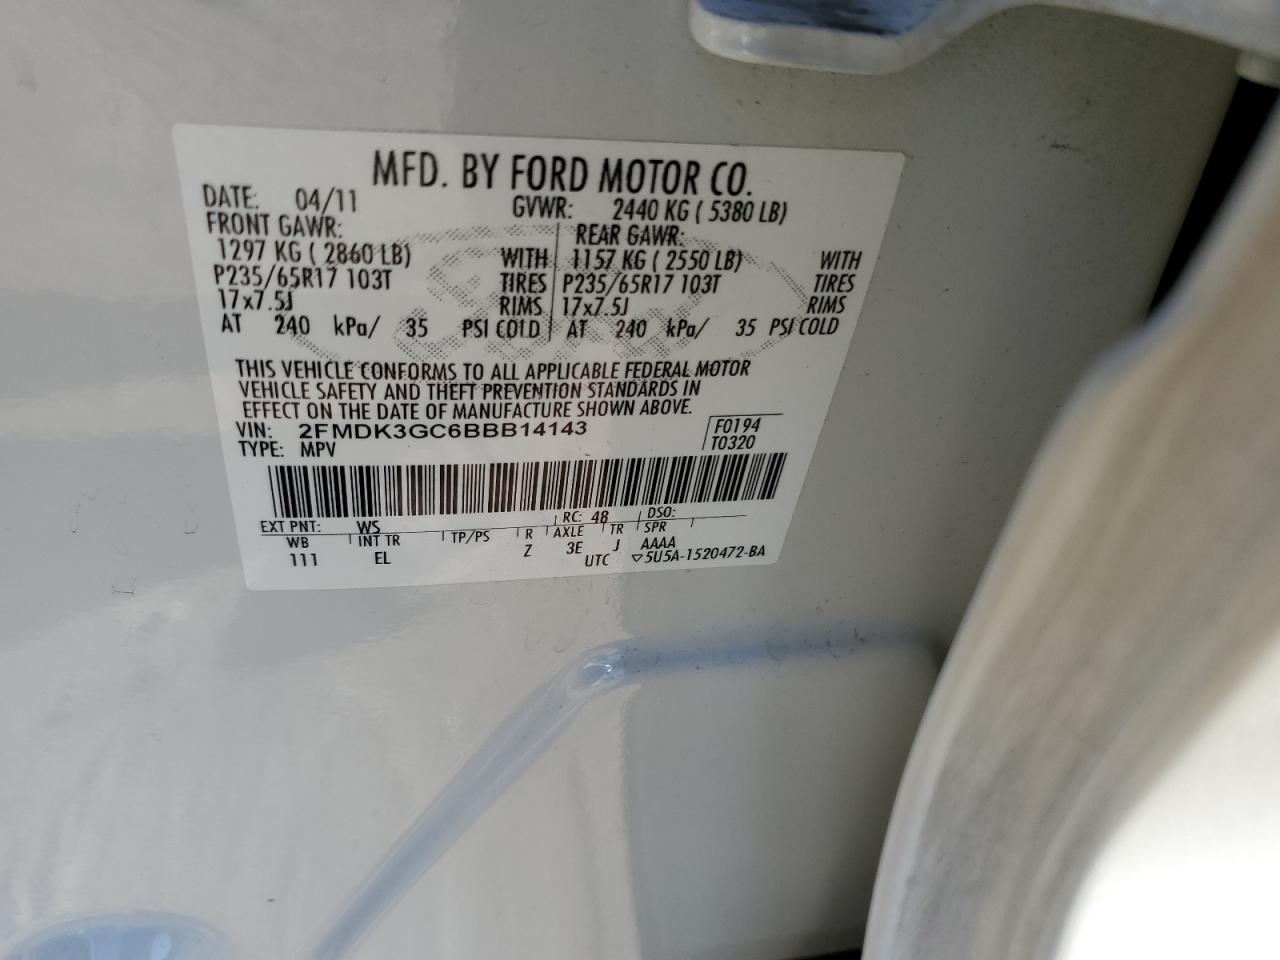 MFD. BY FORD MOTOR CO.
DATE: 04/11 GVWR: 2440 KG ( 5380 LB)
FRONT GAWR: REAR GAWR:
1297 KG ( 2860 LB) WITH 1157 KG ( 2550 LB) WITH
P235/65R17 103T TIRES P235/65R17 103T TIRES
17x7.5J RIMS 17x7.5J RIMS
AT 240 kPa/ 35 PSI COLD AT 240 kPa/ 35 PSI COLD
THIS VEHICLE CONFORMS TO ALL APPLICABLE FEDERAL MOTOR
VEHICLE SAFETY AND THEFT PREVENTION STANDARDS IN
EFFECT ON THE DATE OF MANUFACTURE SHOWN ABOVE.
VIN: 2FMDK3GC6BBB14143 F0194
TYPE: MPV T0320
EXT PNT: WS RC: 48 DSO:
WB INT TR TP/PS R AXLE TR SPR
111 EL Z 3E J AAAA
UTC ▽5U5A-1520472-BA